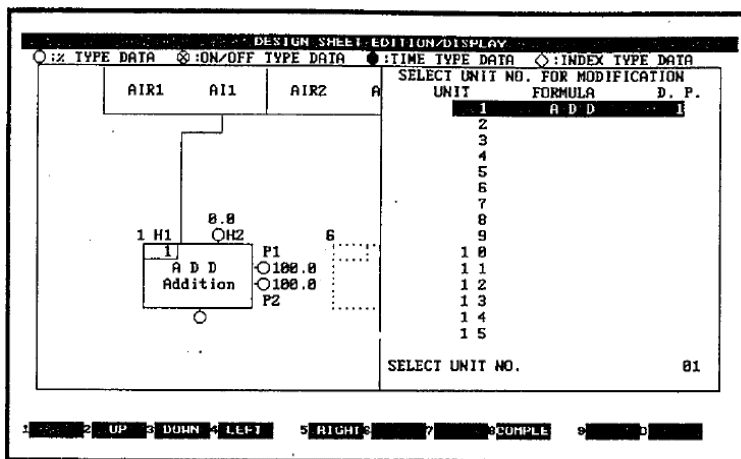 DESIGN SHEET EDITION/DISPLAY
:% TYPE DATA :ON/OFF TYPE DATA :TIME TYPE DATA :INDEX TYPE DATA
SELECT UNIT NO. FOR MODIFICATION
UNIT FORMULA D. P.
1 A D D 1
2
3
4
5
6
7
8
9
1 0
1 1
1 2
1 3
1 4
1 5
SELECT UNIT NO. 01
AIR1 AI1 AIR2 A
0.0
1 H1 H2
1
A D D
Addition
P1
100.0
100.0
P2
6
1 2 UP 3 DOWN 4 LEFT 5 RIGHT 6 7 8 COMPLE 9 0